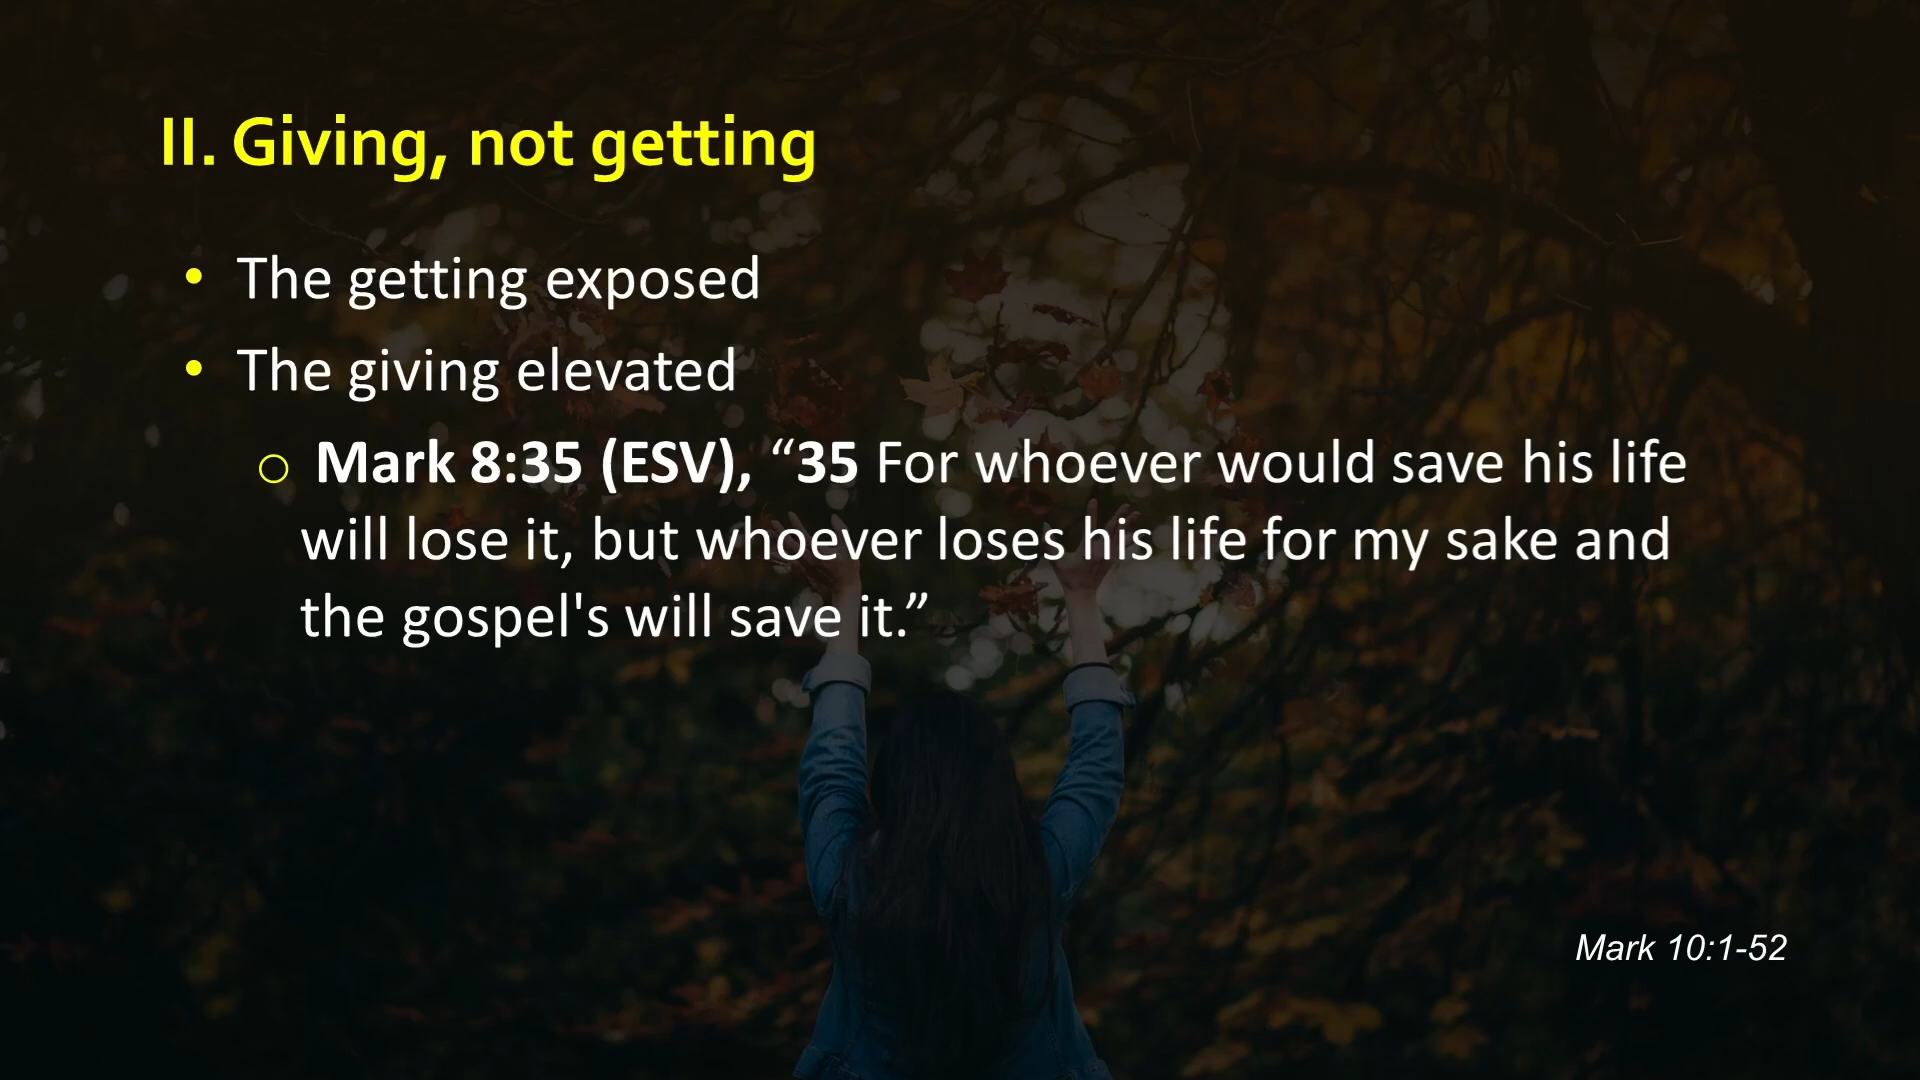 II. Giving, not getting
• The getting exposed
• The giving elevated
o Mark 8:35 (ESV), “35 For whoever would save his life
will lose it, but whoever loses his life for my sake and
the gospel's will save it.”
Mark 10:1-52